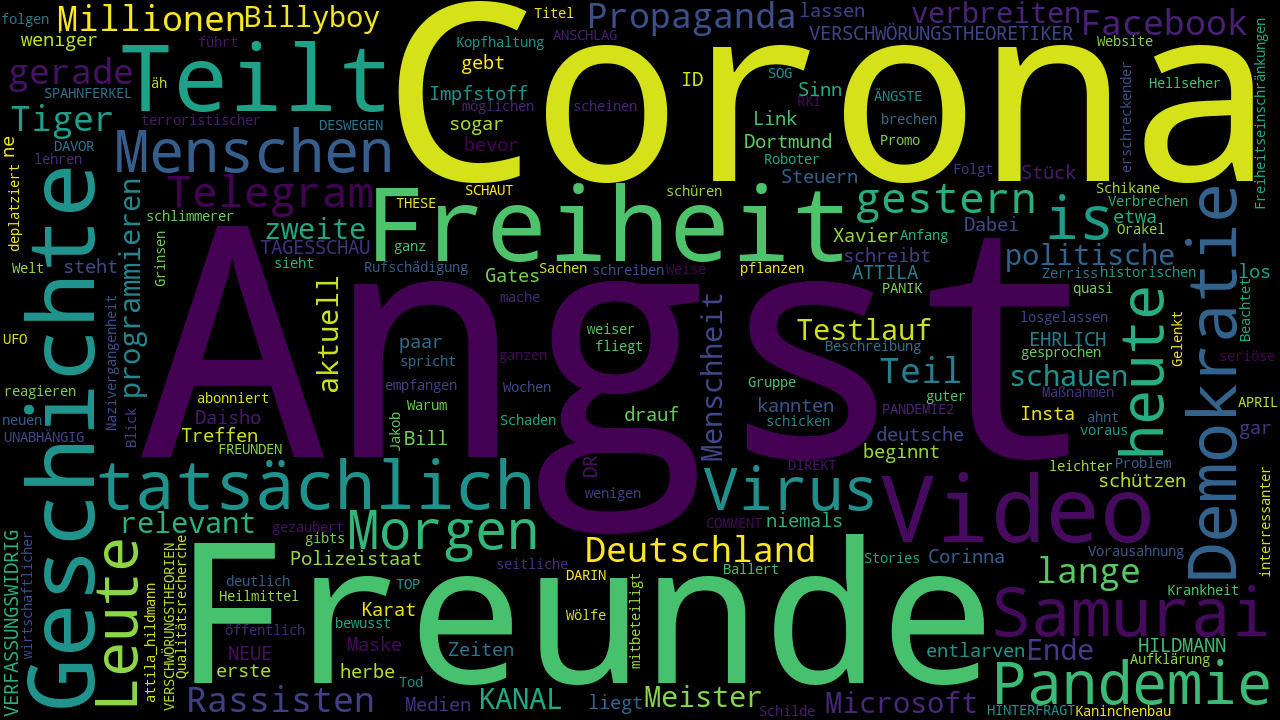 folgen
Millionen
Billyboy
Titel
Propaganda
lassen
verbreiten
Facebook
weniger
führt
Corona
Kopfhaltung
ANSCHLAG
VERSCHWÖRUNGSTHEORETIKER
Website
gerade
Teilt
äh
gebt
ID
SOG
Sinn
ÄNGSTE
Hellseher
SPAHNFERKEL
Impfstoff
möglichen
scheinen
RKI
Freiheitseinschränkungen
erschreckender
Tiger
terroristischer
DESWEGEN
sogar
Link
brechen
ne
DAVOR
Menschen
bevor
Dortmund
Promo
lehren
Roboter
Steuern
Folgt
Stück
deplatziert
Telegram
SCHAUT
schüren
gestern
Schikane
Geschichte
programmieren
THESE
Freiheit
Verbrechen
schlimmerer
zweite
is
etwa
Demokratie
Grinsen
TAGESSCHAU
ganz
Xavier
Anfang
Dabei
Orakel
Welt
steht
sieht
Rufschädigung
Gates
Sachen
schreiben
Weise
pflanzen
schreibt
politische
ATTILA
Zerriss
historischen
los
Angst
aktuell
mache
Menschheit
PANIK
quasi
heute
Beachtet
Nazivergangenheit
UFO
paar
weiser
Testlauf
losgelassen
Gelenkt
Blick
spricht
fliegt
Beschreibung
EHRLICH
gesprochen
seriöse
ganzen
Teil
schauen
reagieren
empfangen
Wochen
Gruppe
guter
Maßnahmen
abonniert
Warum
kannten
APRIL
neuen
Daisho
Jakob
Schaden
drauf
schicken
PANDEMIE2
Insta
ahnt
UNABHÄNGIG
Treffen
Bill
deutsche
voraus
gar
FREUNDEN
beginnt
tatsächlich
DR
DIREKT
leichter
Problem
wenigen
Virus
Video
schützen
interressanter
VERFASSUNGSWIDRIG
Leute
relevant
gezaubert
Morgen
COMMENT
niemals
wirtschaftlicher
gibts
Polizeistaat
seitliche
Deutschland
Stories
Corinna
Vorausahnung
attila_hildmann
VERSCHWÖRUNGSTHEORIEN
Qualitätsrecherche
deutlich
TOP
DARIN
Ballert
lange
Heilmittel
Freunde
mitbeteiligt
Krankheit
Karat
Wölfe
Samurai
öffentlich
bewusst
NEUE
Maske
Zeiten
entlarven
Ende
HILDMANN
erste
herbe
Aufklärung
Tod
Pandemie
Rassisten
Medien
KANAL
liegt
Meister
Schilde
Microsoft
HINTERFRAGT
Kaninchenbau